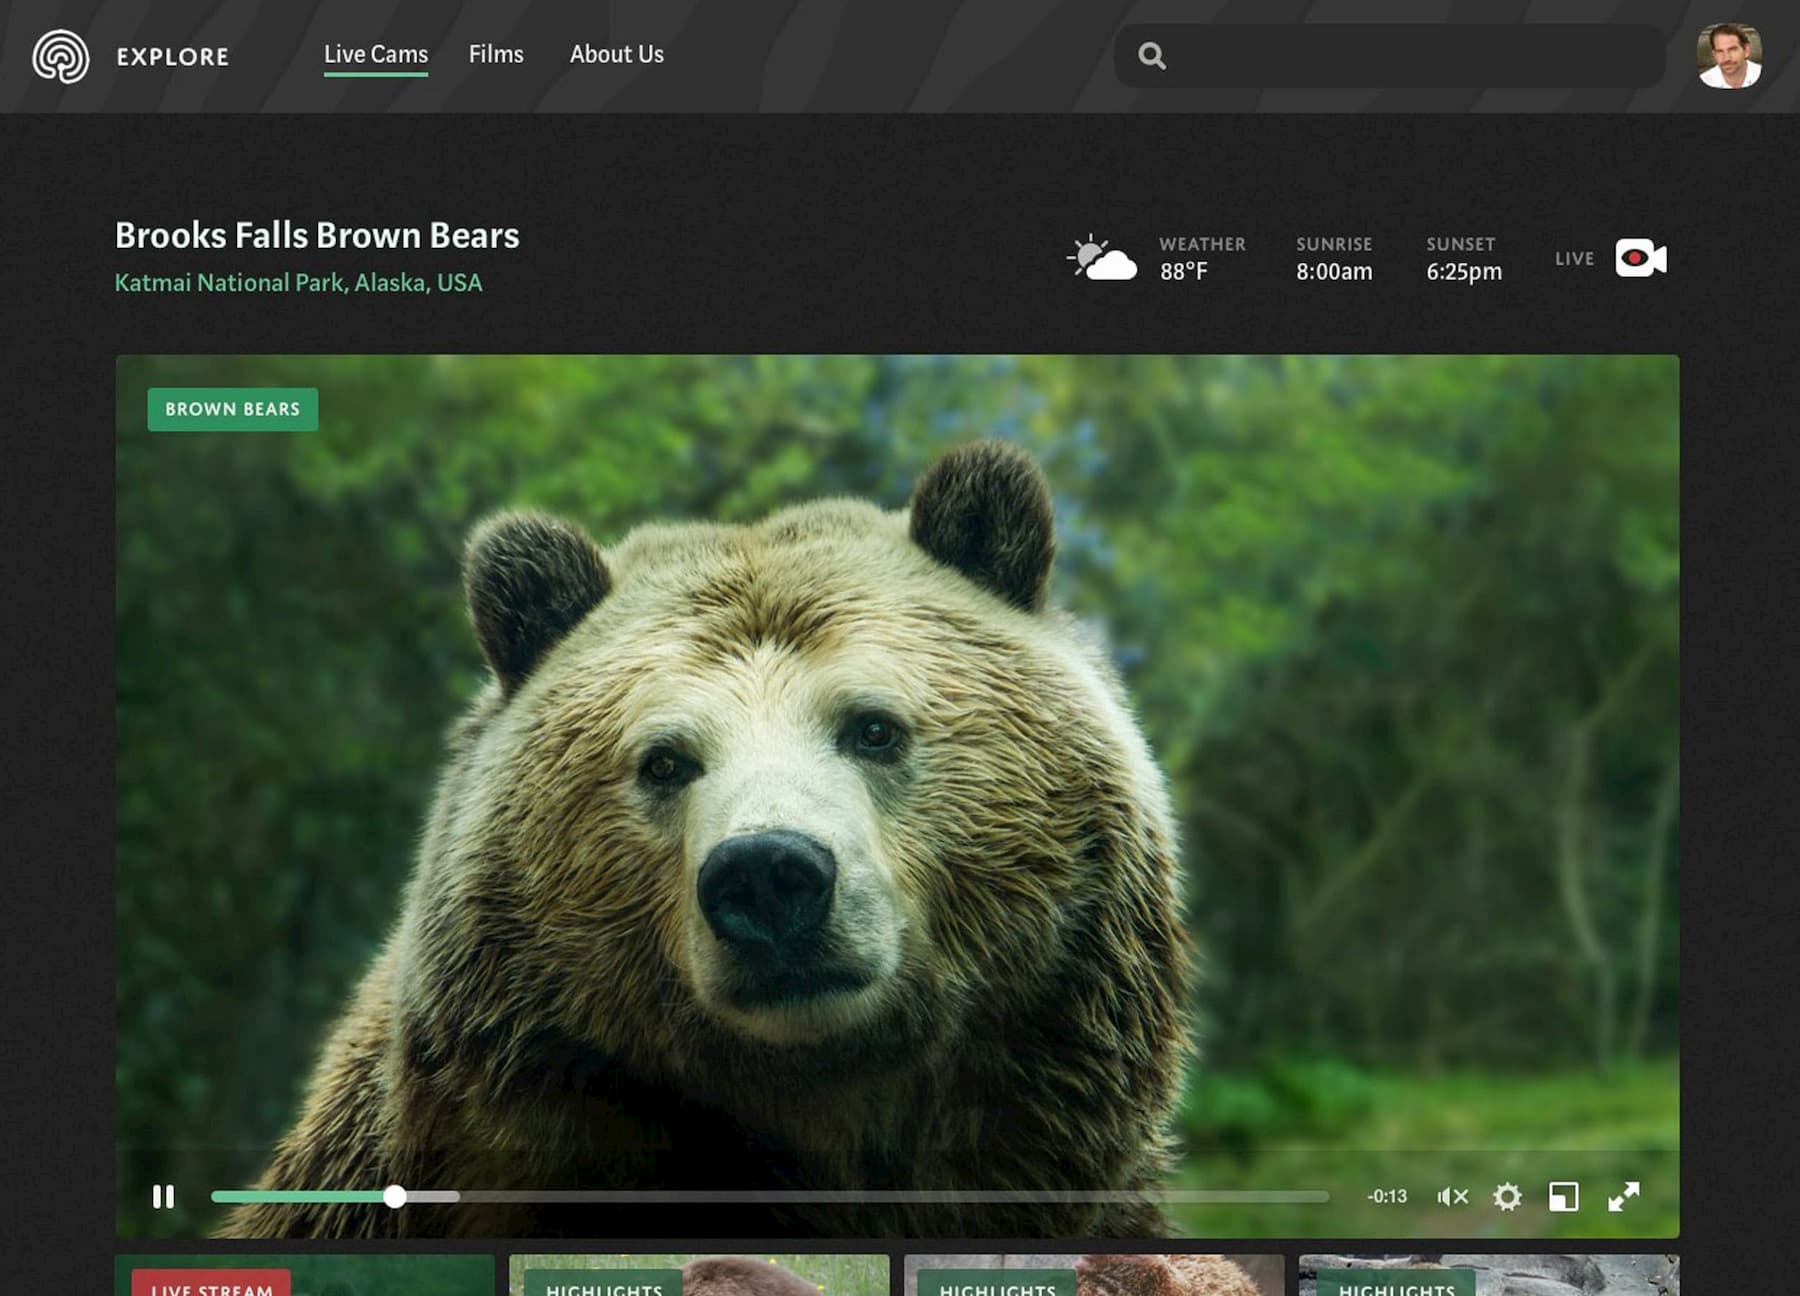 EXPLORE
Live Cams
Films
About Us
Brooks Falls Brown Bears
Katmai National Park, Alaska, USA
WEATHER
88°F
SUNRISE
8:00am
SUNSET
6:25pm
LIVE
BROWN BEARS
-0:13
LIVE STREAM
HIGHLIGHTS
HIGHLIGHTS
HIGHLIGHTS